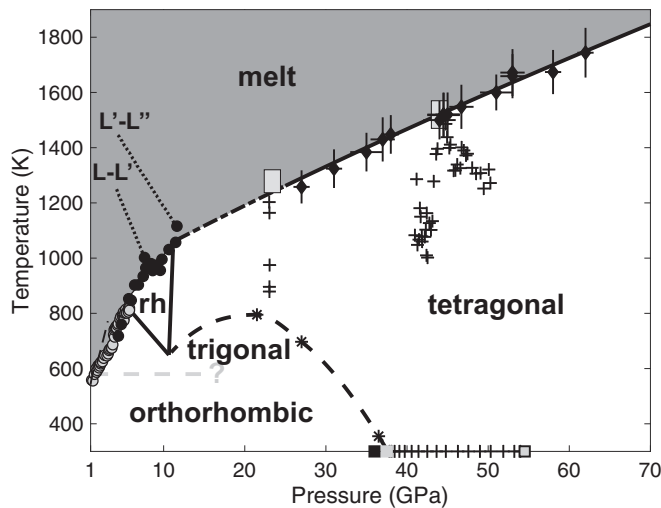 1800
1600
1400
1200
1000
800
600
400
Temperature (K)
melt
L'-L"
L-L'
rh
trigonal
tetragonal
?
orthorhombic
1 10 20 30 40 50 60 70
Pressure (GPa)